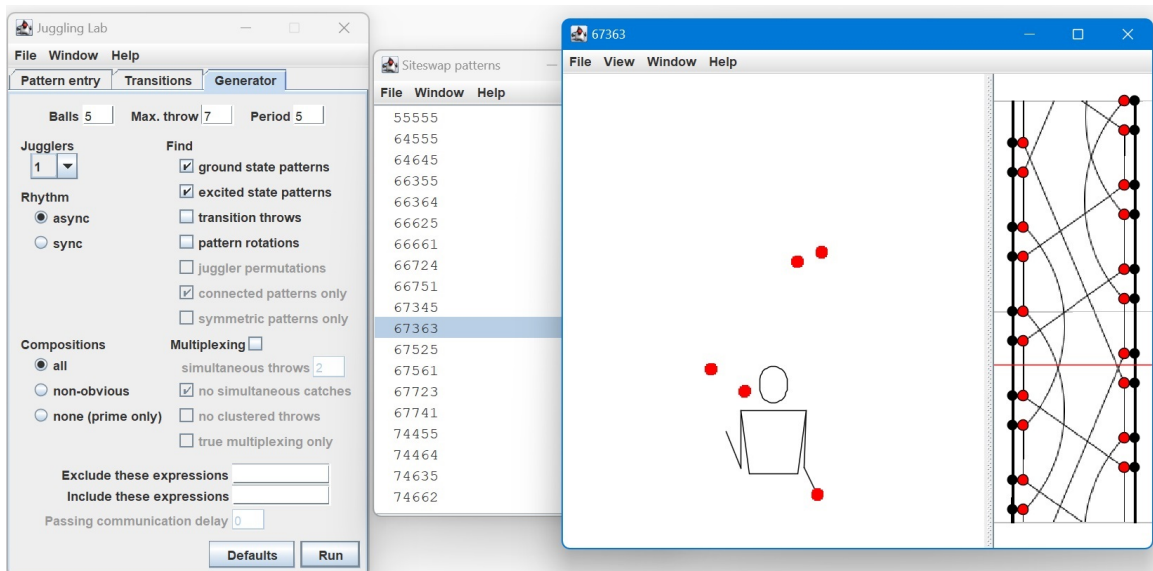 Juggling Lab
File Window Help
Pattern entry Transitions Generator
Balls 5 Max. throw 7 Period 5
Jugglers
1
Rhythm
async
sync
Find
ground state patterns
excited state patterns
transition throws
pattern rotations
juggler permutations
connected patterns only
symmetric patterns only
Compositions
all
non-obvious
none (prime only)
Multiplexing
simultaneous throws 2
no simultaneous catches
no clustered throws
true multiplexing only
Exclude these expressions
Include these expressions
Passing communication delay 0
Defaults Run
Siteswap patterns
File Window Help
55555
64555
64645
66355
66364
66625
66661
66724
66751
67345
67363
67525
67561
67723
67741
74455
74464
74635
74662
67363
File View Window Help